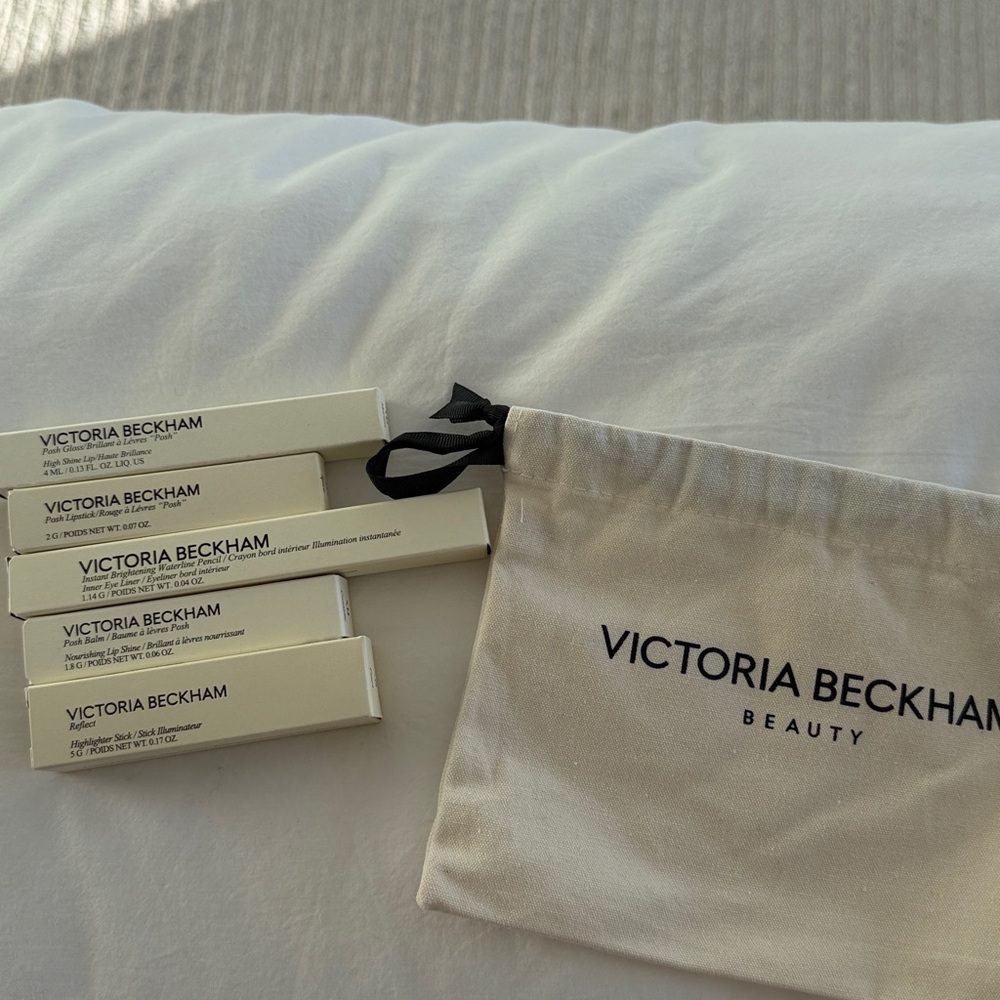 VICTORIA BECKHAM
Posh Gloss/Brillant à Lèvres "Posh"
High Shine Lip/Haute Brillance
4 ML / 0.13 FL. OZ. LIQ. US
VICTORIA BECKHAM
Posh Lipstick/Rouge à Lèvres "Posh"
2 G / POIDS NET WT. 0.07 OZ.
VICTORIA BECKHAM
Instant Brightening Waterline Pencil / Crayon bord intérieur Illumination instantanée
Inner Eye Liner / Eyeliner bord intérieur
1.14 G / POIDS NET WT. 0.04 OZ.
VICTORIA BECKHAM
Posh Balm / Baume à lèvres Posh
Nourishing Lip Shine / Brillant à lèvres nourrissant
1.8 G / POIDS NET WT. 0.06 OZ.
VICTORIA BECKHAM
Reflect
Highlighter Stick / Stick Illuminateur
5 G / POIDS NET WT. 0.17 OZ.
VICTORIA BECKHAM
BEAUTY